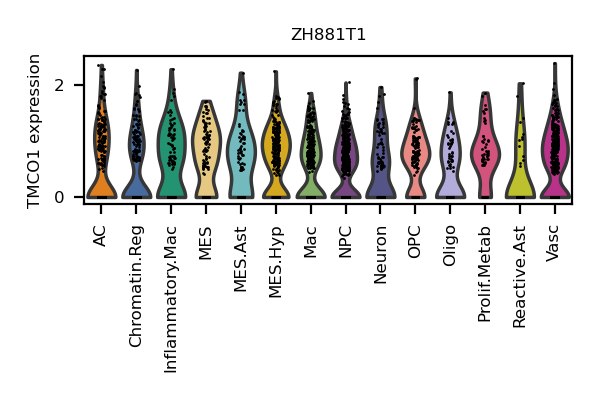 ZH881T1
TMCO1 expression
2
0
AC
Chromatin.Reg
Inflammatory.Mac
MES
MES.Ast
MES.Hyp
Mac
NPC
Neuron
OPC
Oligo
Prolif.Metab
Reactive.Ast
Vasc